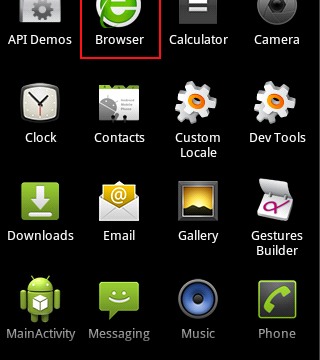 API Demos
Browser
Calculator
Camera
Clock
Contacts
Custom
Locale
Dev Tools
Downloads
Email
Gallery
Gestures
Builder
MainActivity
Messaging
Music
Phone